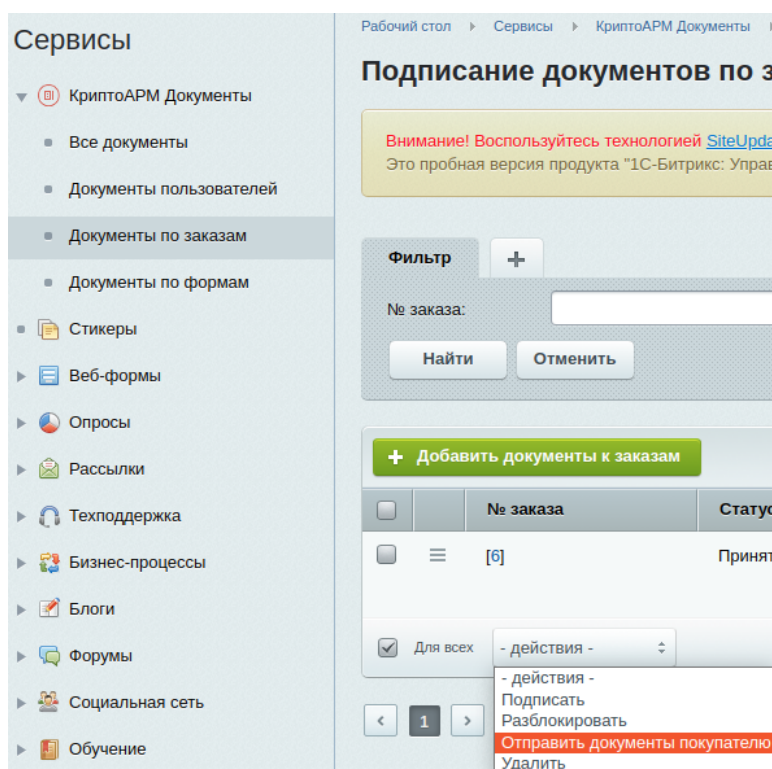 Сервисы
КриптоАРМ Документы
Все документы
Документы пользователей
Документы по заказам
Документы по формам
Стикеры
Веб-формы
Опросы
Рассылки
Техподдержка
Бизнес-процессы
Блоги
Форумы
Социальная сеть
Обучение
Рабочий стол Сервисы КриптоАРМ Документы
Подписание документов по з
Внимание! Воспользуйтесь технологией SiteUpda
Это пробная версия продукта "1С-Битрикс: Управ
Фильтр +
№ заказа:
Найти Отменить
+ Добавить документы к заказам
№ заказа Статус
[6] Принят
Для всех - действия -
- действия -
Подписать
Разблокировать
Отправить документы покупателю
Удалить
1